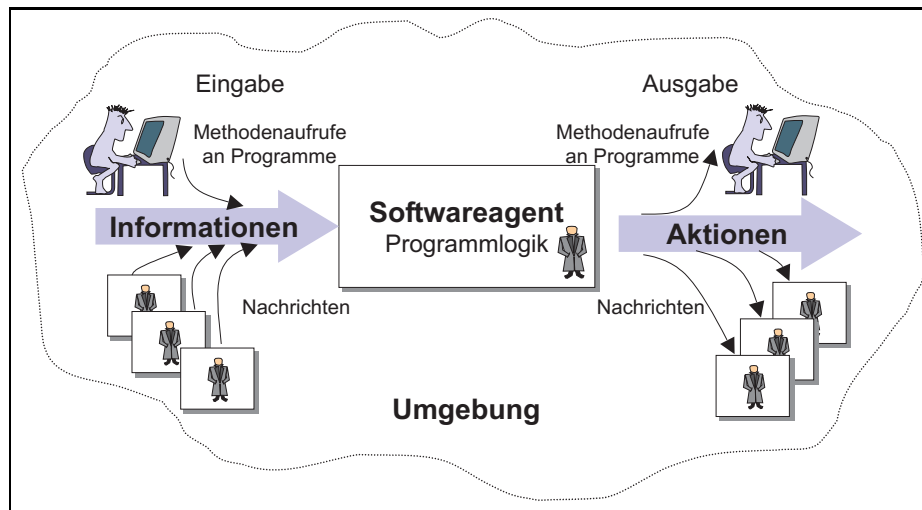 Eingabe
Methodenaufrufe
an Programme
Informationen
Nachrichten
Softwareagent
Programmlogik
Ausgabe
Methodenaufrufe
an Programme
Aktionen
Nachrichten
Umgebung